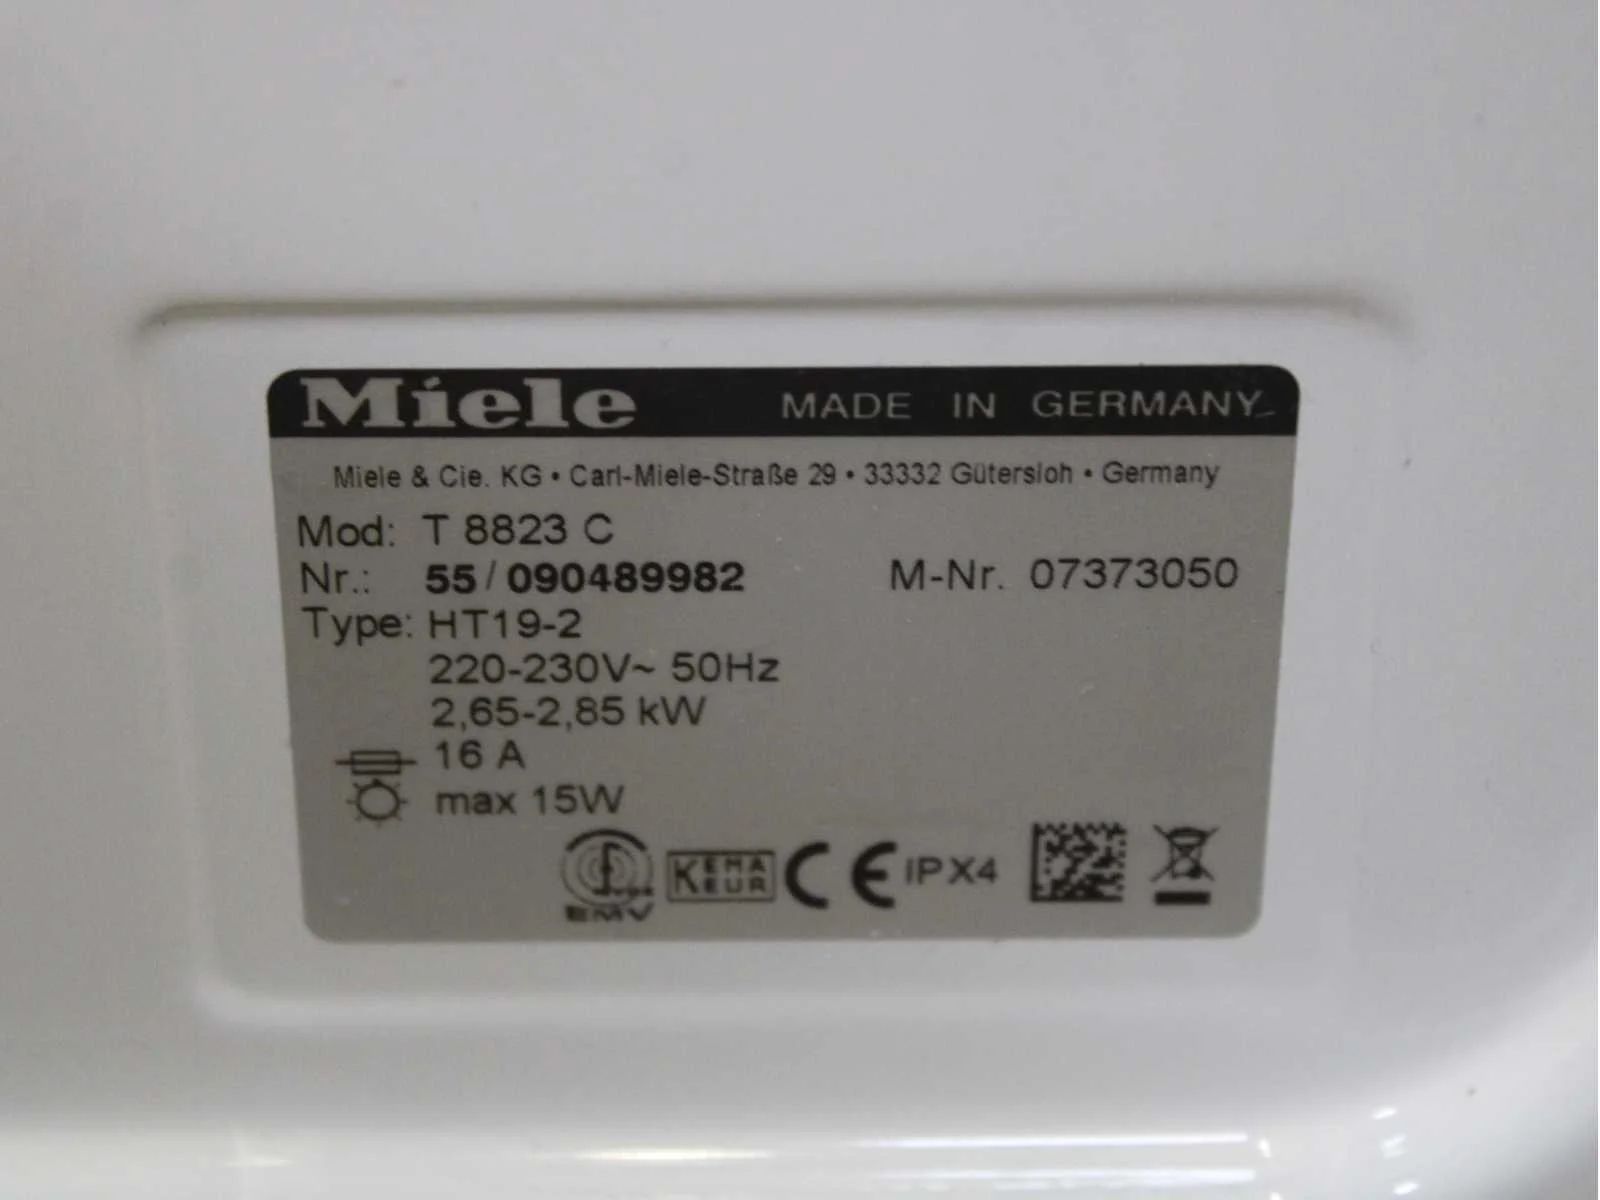 Miele MADE IN GERMANY
Miele & Cie. KG • Carl-Miele-Straße 29 • 33332 Gütersloh • Germany
Mod: T 8823 C
Nr.: 55 / 090489982 M-Nr. 07373050
Type: HT19-2
220-230V~ 50Hz
2,65-2,85 kW
16 A
max 15W
EMV KEMA KEUR CE IPX4